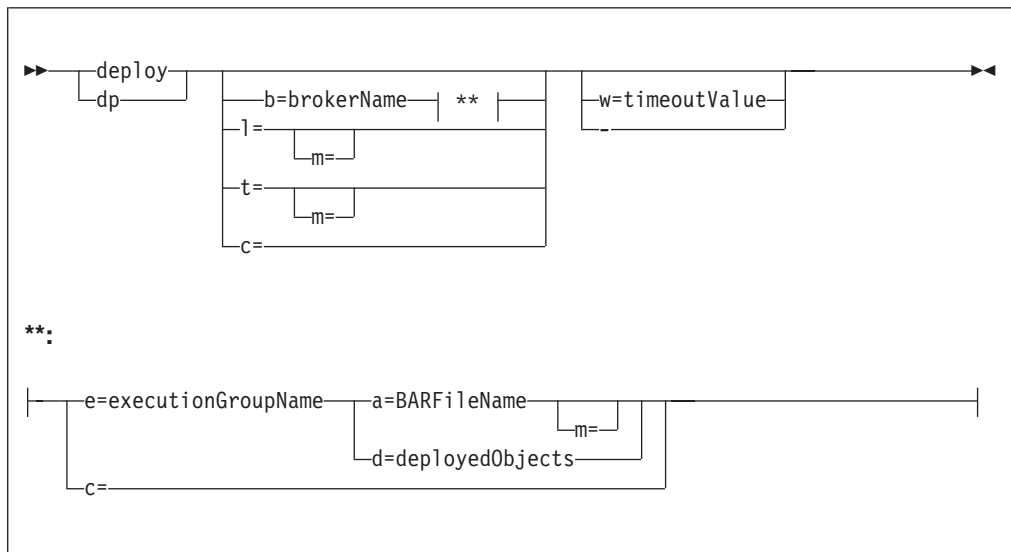 deploy
dp
b=brokerName **
l=
m=
t=
m=
c=
w=timeoutValue
-
**:
e=executionGroupName a=BARFileName
m=
d=deployedObjects
c=